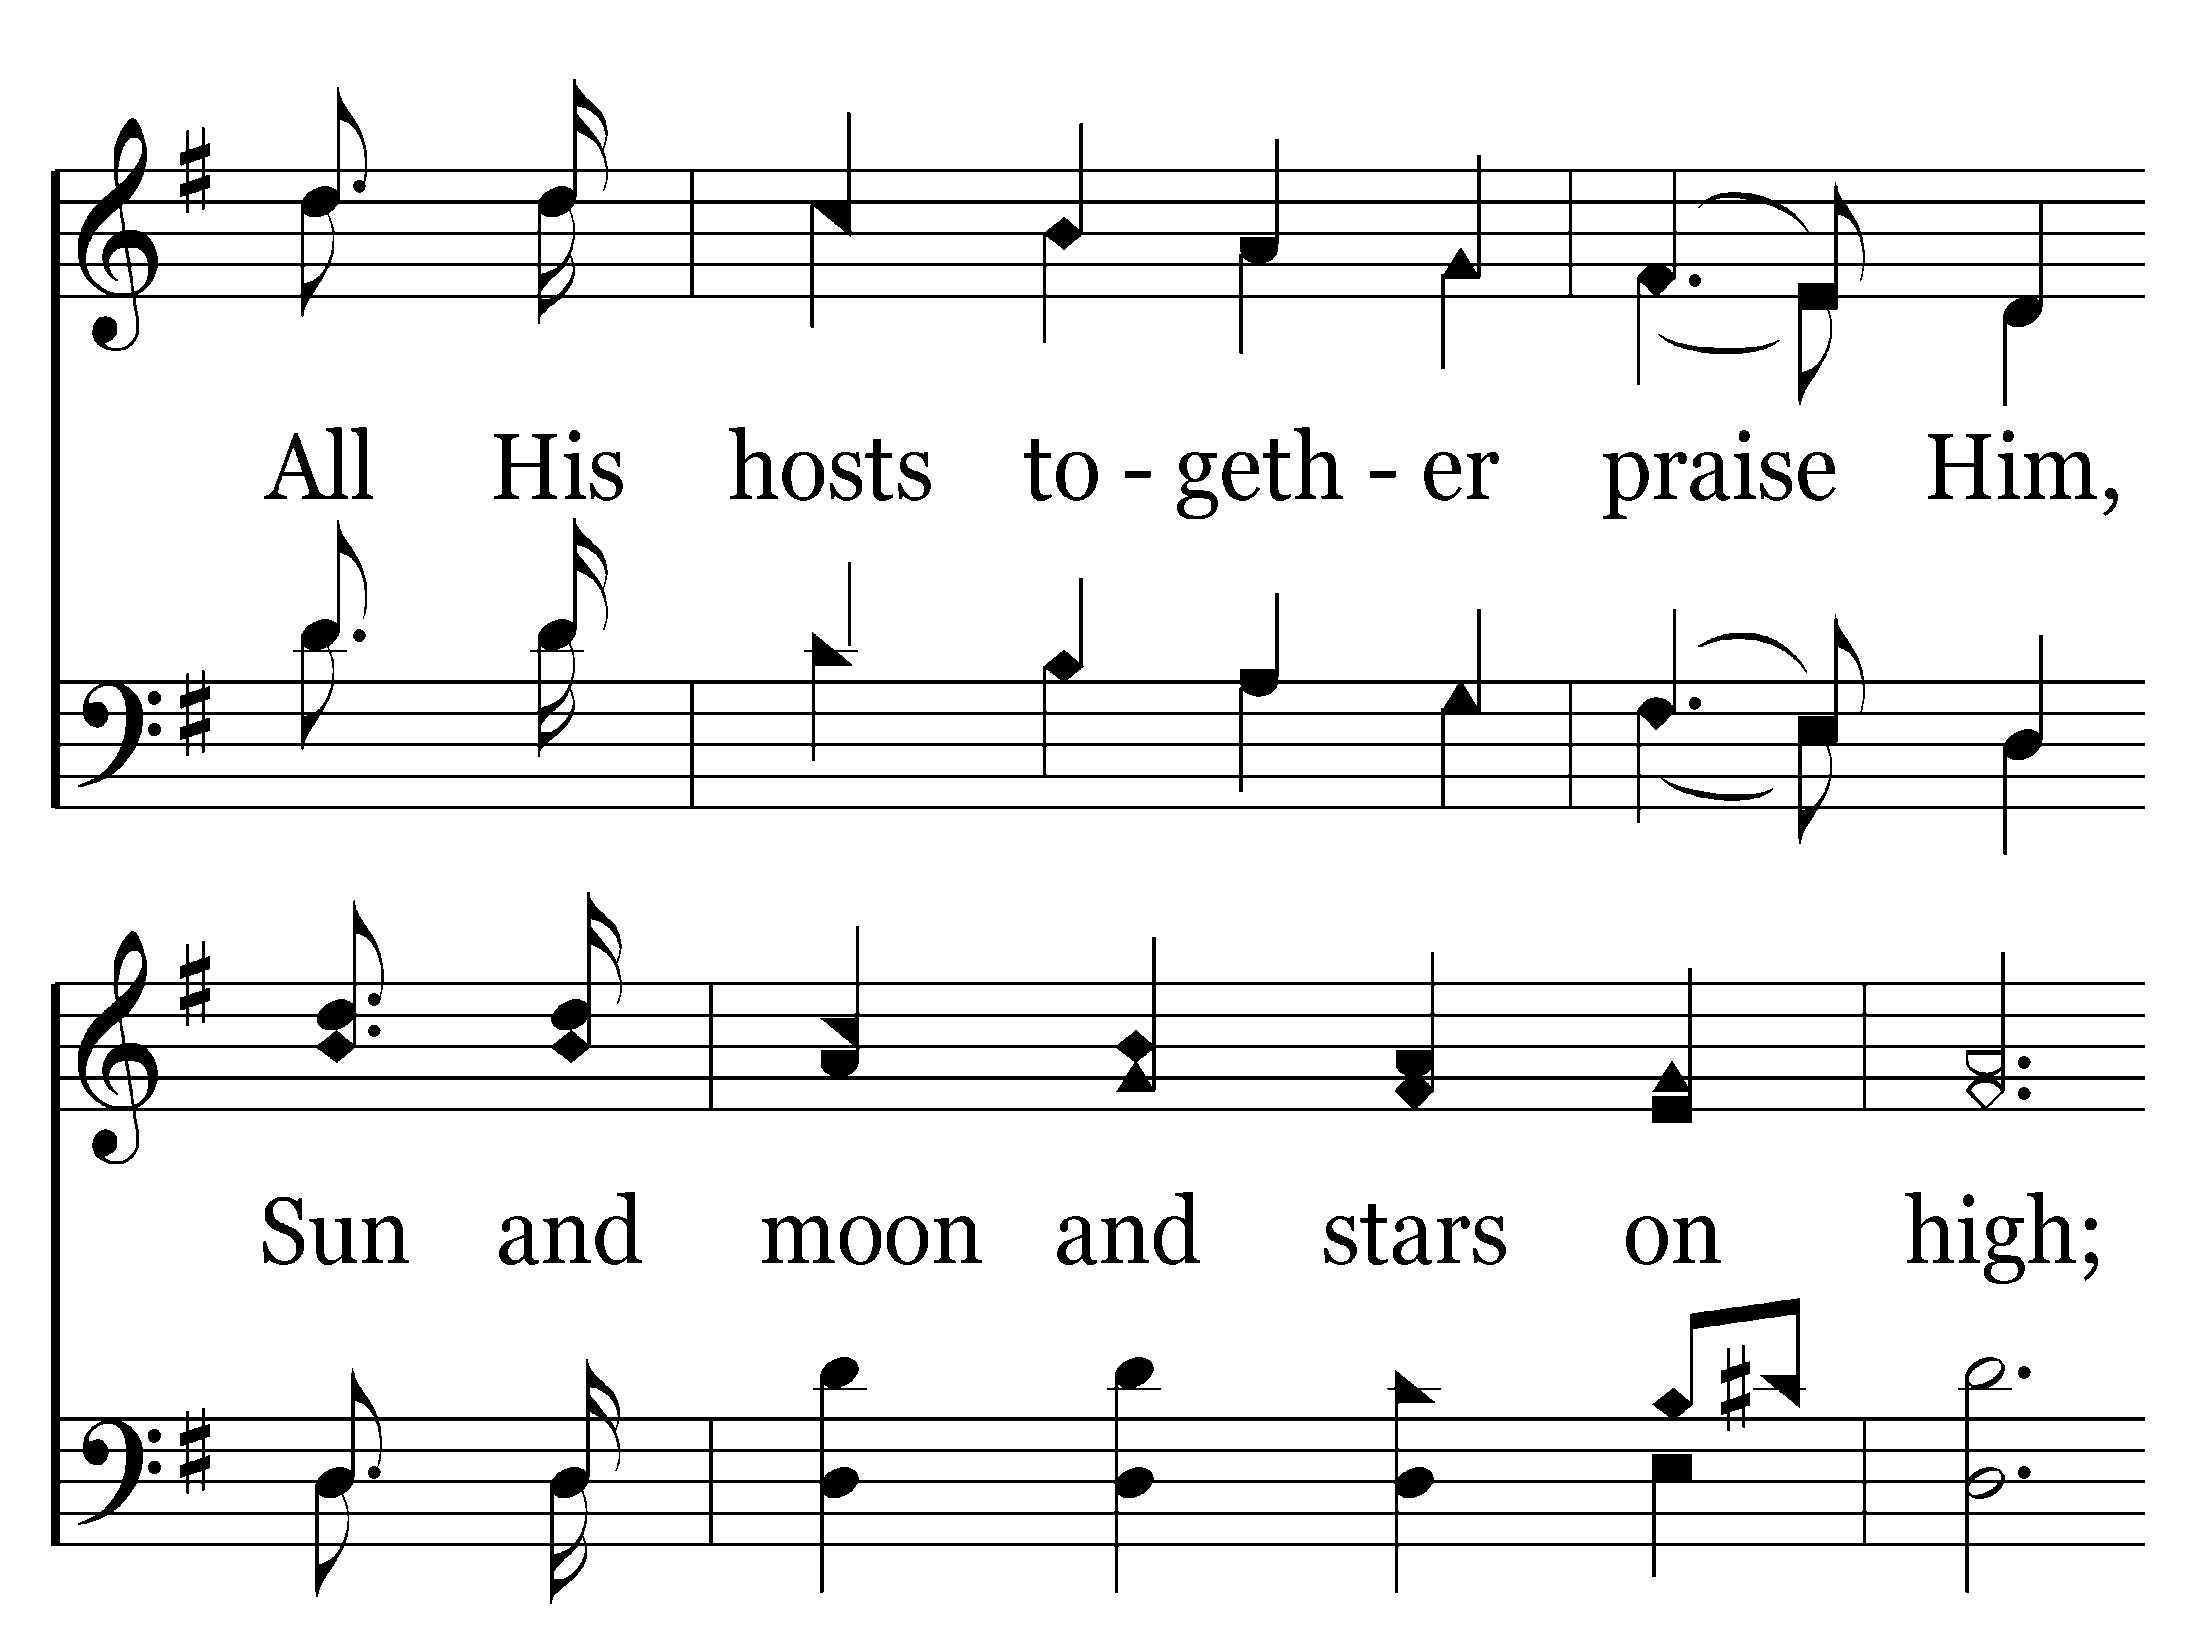 All His hosts to - geth - er praise Him,
Sun and moon and stars on high;